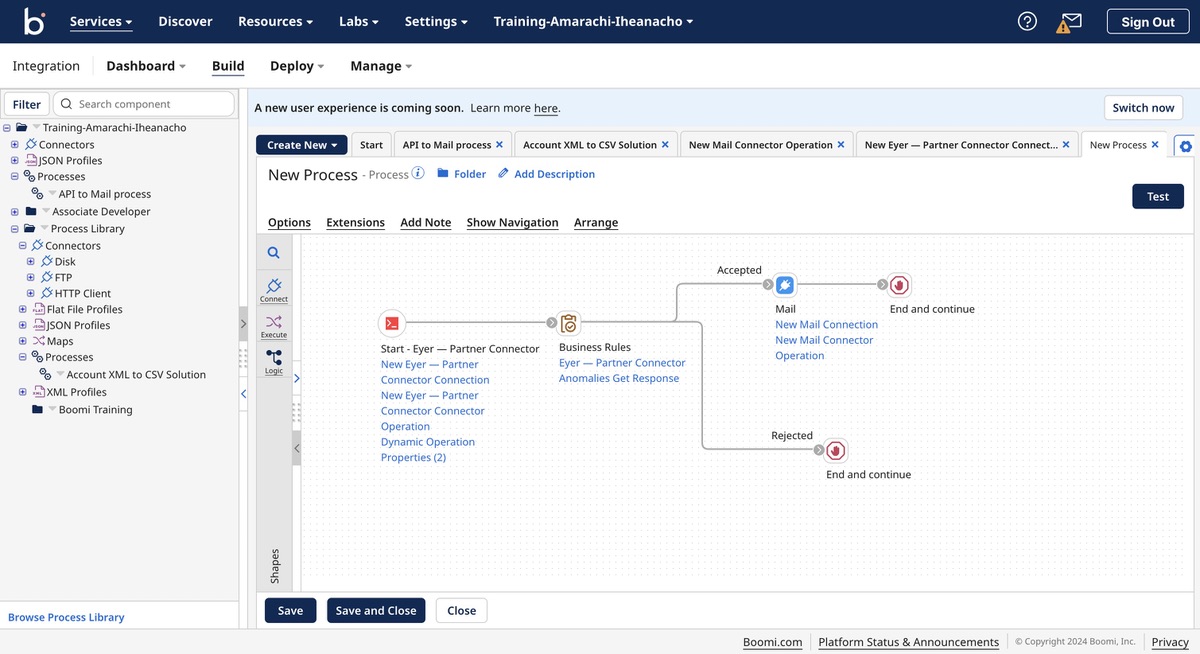 b
Services
Discover
Resources
Labs
Settings
Training-Amarachi-Iheanacho
Sign Out
Integration
Dashboard
Build
Deploy
Manage
Filter
Search component
Training-Amarachi-Iheanacho
Connectors
JSON Profiles
Processes
API to Mail process
Associate Developer
Process Library
Connectors
Disk
FTP
HTTP Client
Flat File Profiles
JSON Profiles
Maps
Processes
Account XML to CSV Solution
XML Profiles
Boomi Training
Browse Process Library
A new user experience is coming soon. Learn more here.
Switch now
Create New
Start
API to Mail process
Account XML to CSV Solution
New Mail Connector Operation
New Eyer — Partner Connector Connect...
New Process
New Process - Process
Folder
Add Description
Test
Options
Extensions
Add Note
Show Navigation
Arrange
Connect
Execute
Logic
Shapes
Start - Eyer — Partner Connector
New Eyer — Partner
Connector Connection
New Eyer — Partner
Connector Connector
Operation
Dynamic Operation
Properties (2)
Business Rules
Eyer — Partner Connector
Anomalies Get Response
Accepted
Mail
New Mail Connection
New Mail Connector
Operation
End and continue
Rejected
End and continue
Save
Save and Close
Close
Boomi.com
Platform Status & Announcements
© Copyright 2024 Boomi, Inc.
Privacy